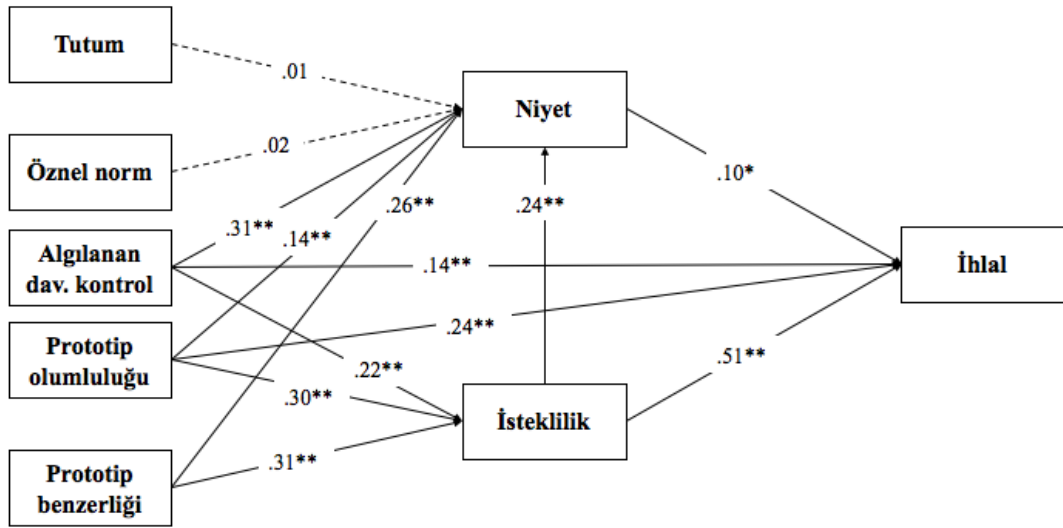 Tutum
.01
Niyet
Öznel norm
.02
.10*
.26**
.24**
.31**
.14**
Algılanan
dav. kontrol
.14**
İhlal
Prototip
olumluluğu
.24**
.22**
.51**
.30**
İsteklilik
.31**
Prototip
benzerliği